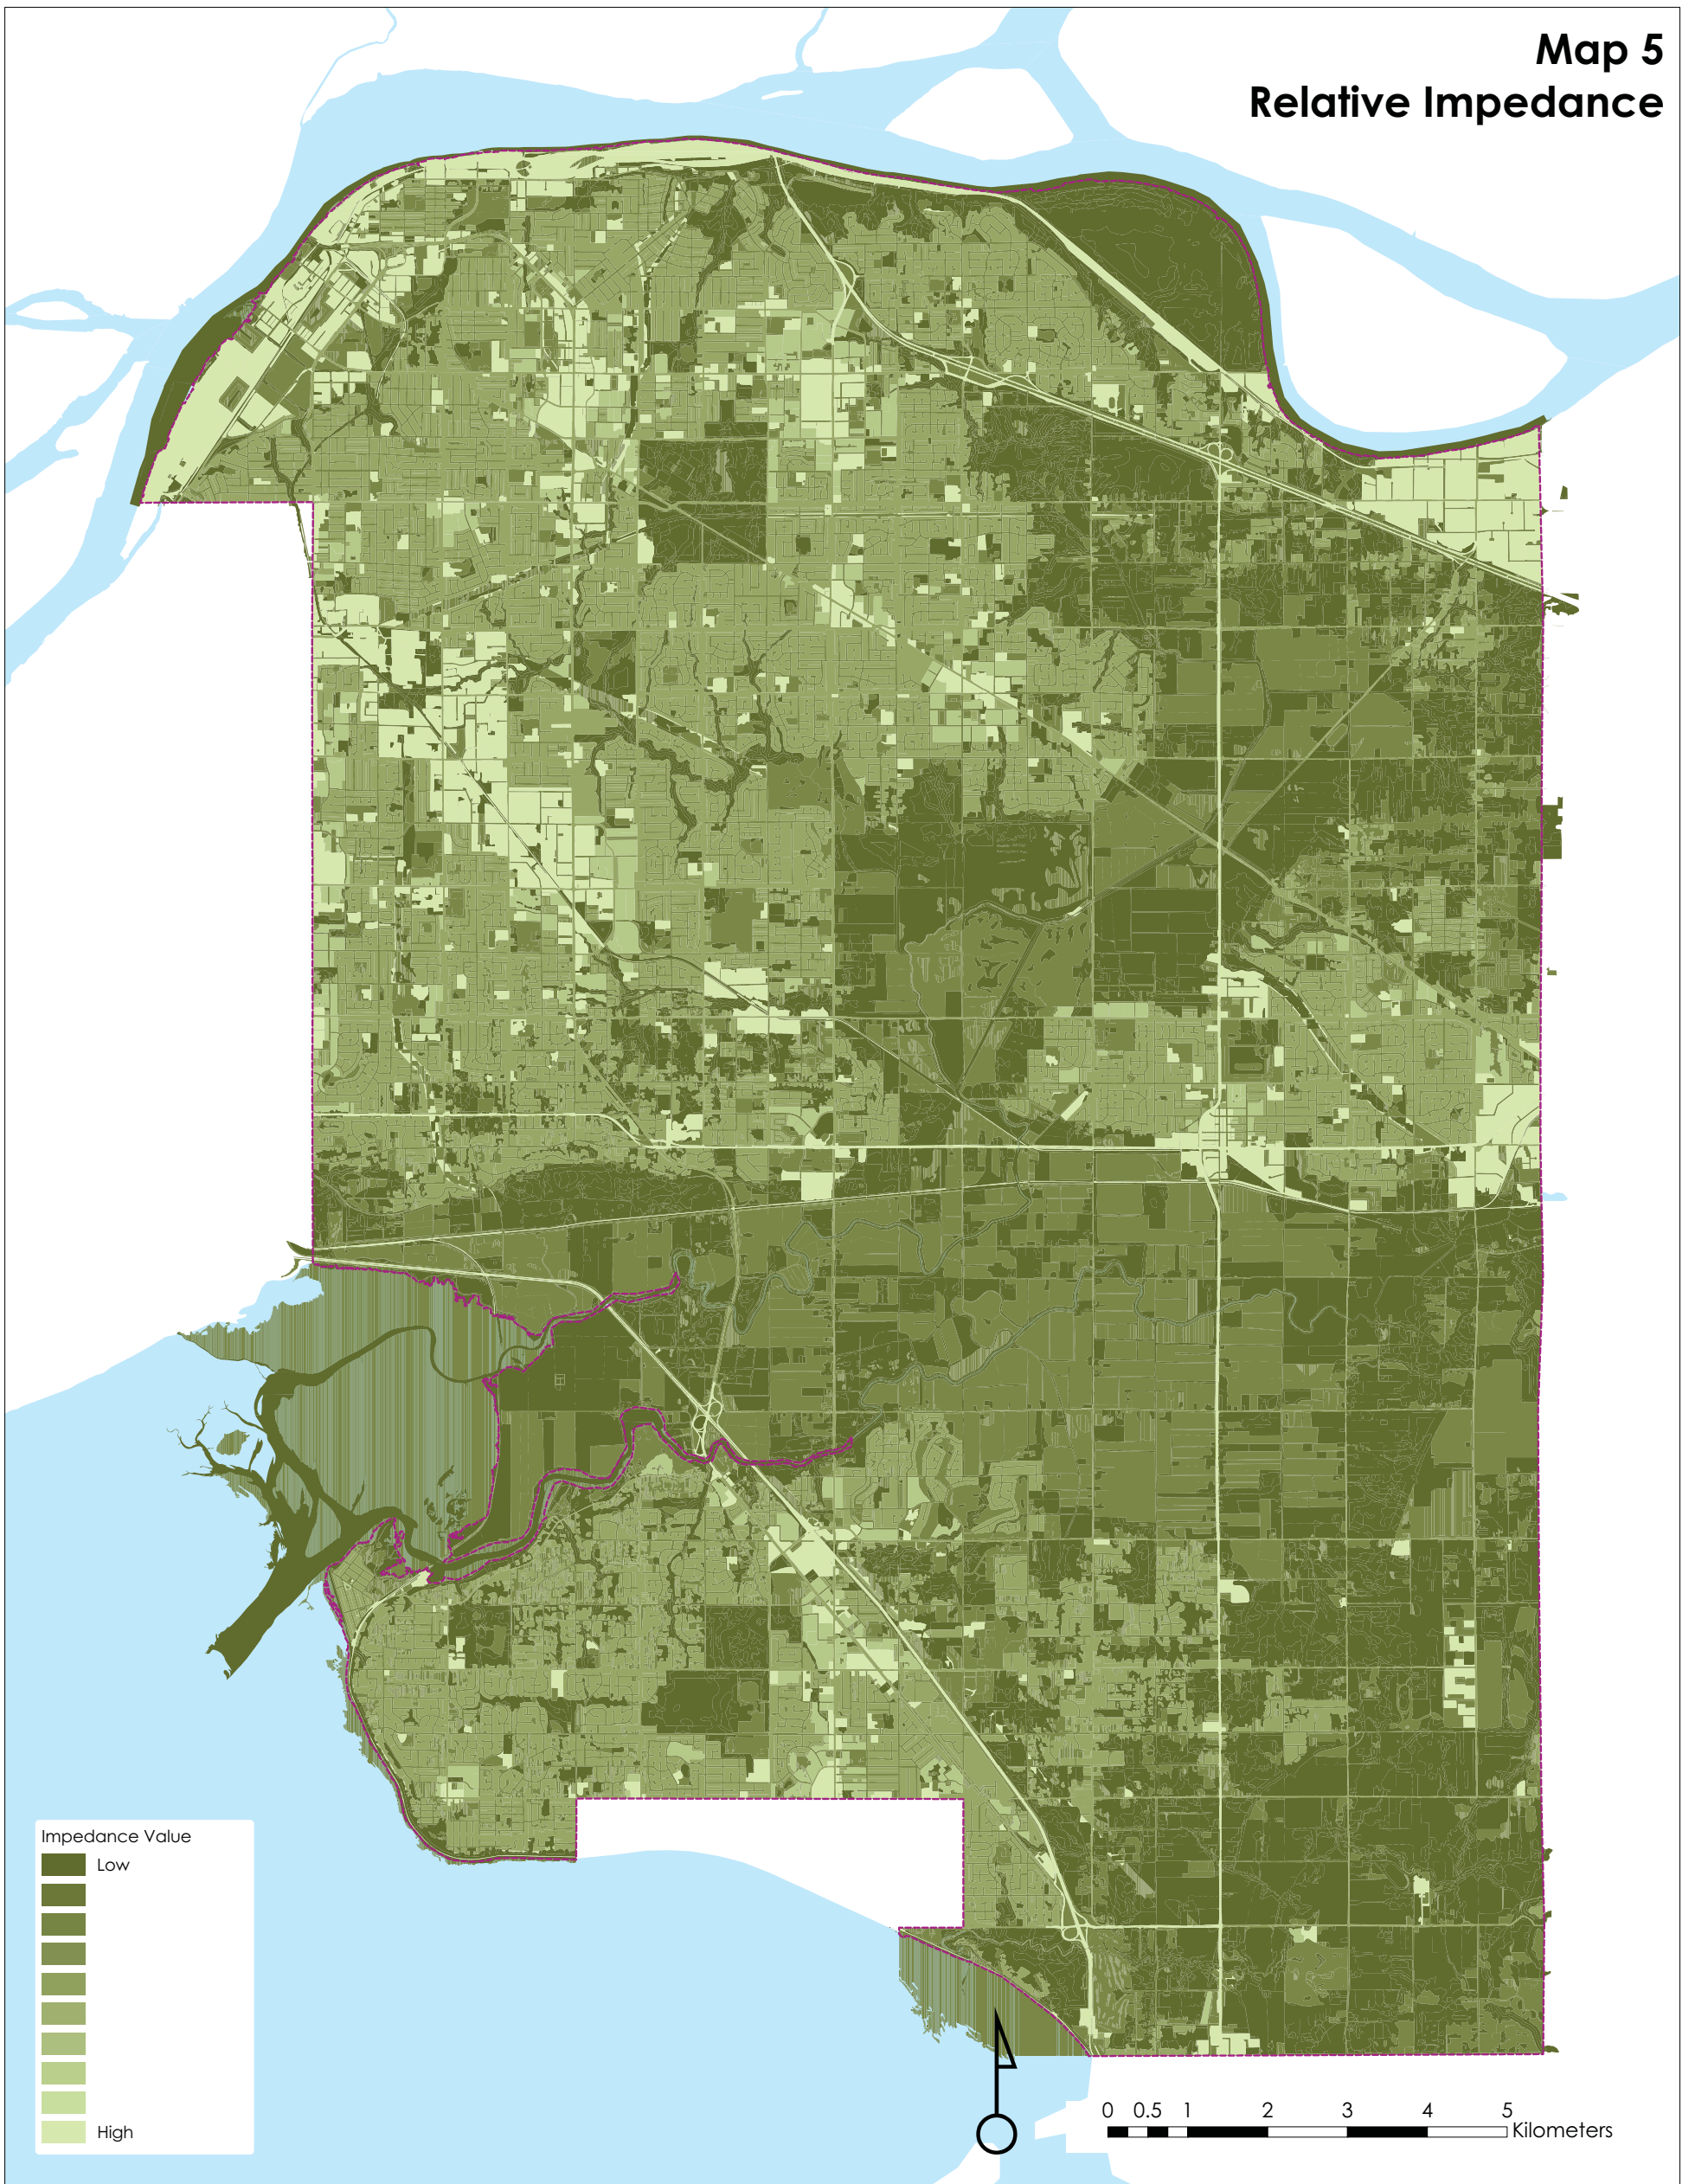 Map 5
Relative Impedance
Impedance Value
Low
High
0 0.5 1 2 3 4 5
Kilometers